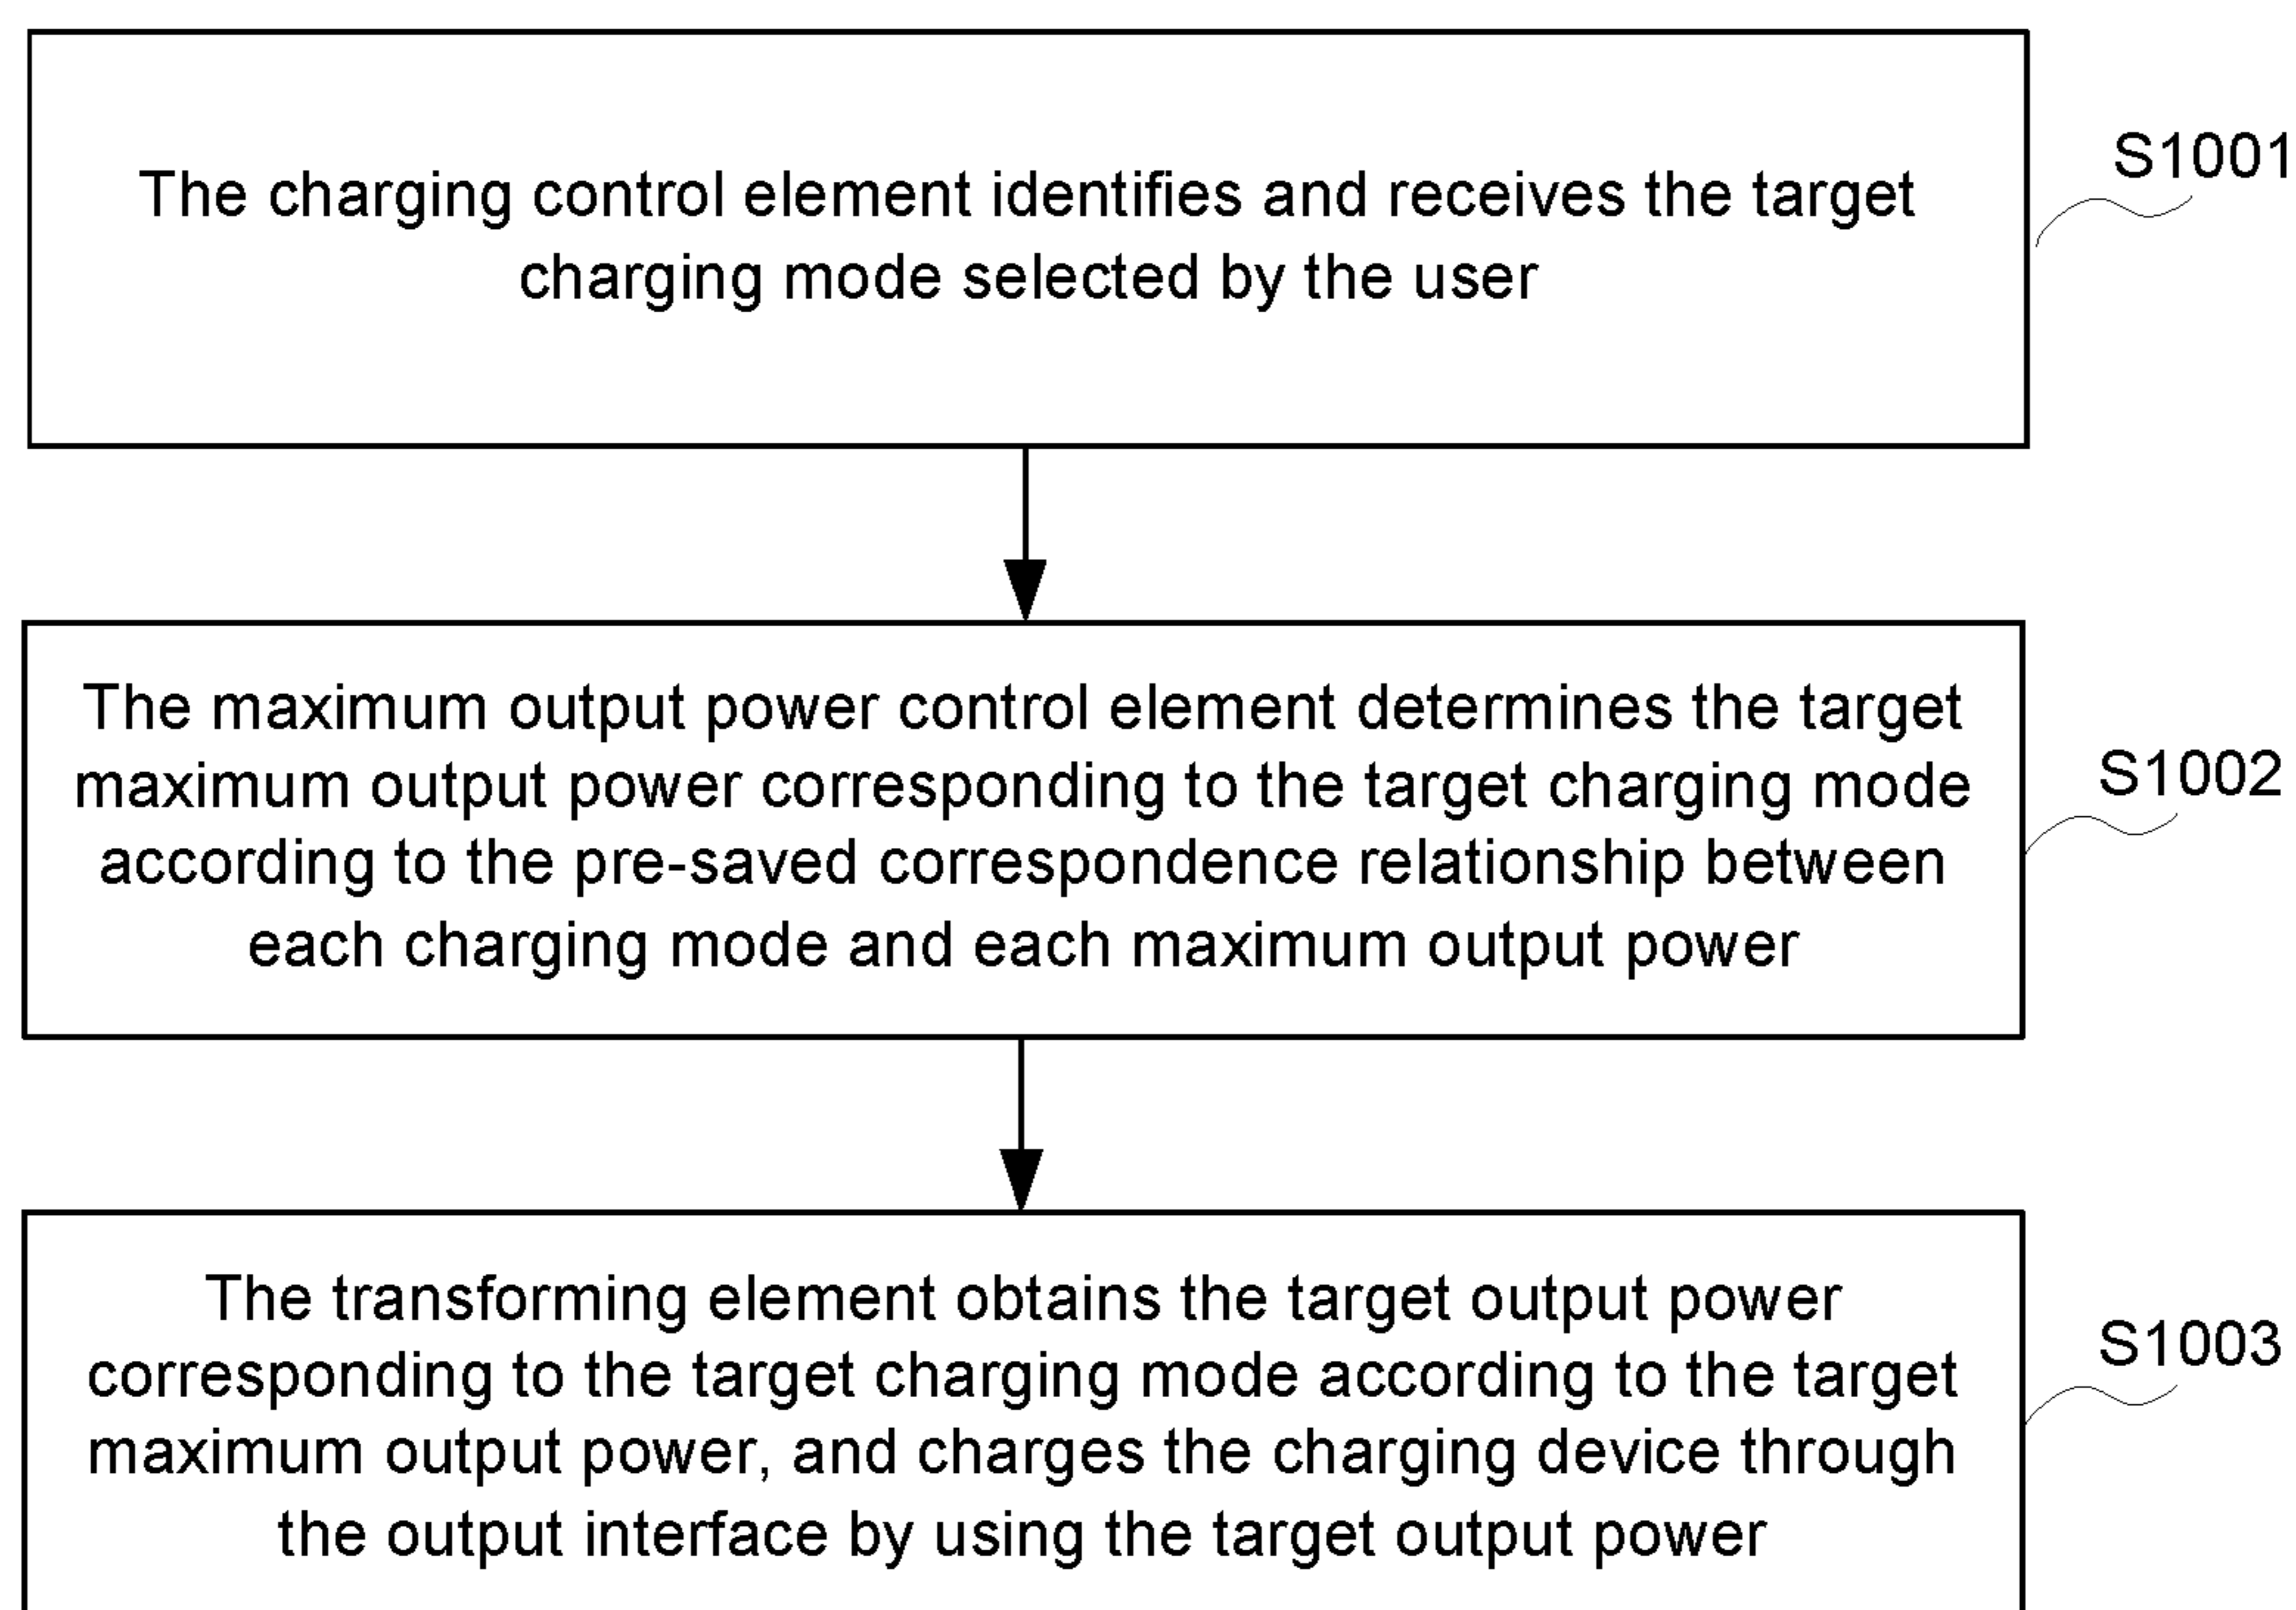 The charging control element identifies and receives the target
charging mode selected by the user
S1001
The maximum output power control element determines the target
maximum output power corresponding to the target charging mode
according to the pre-saved correspondence relationship between
each charging mode and each maximum output power
S1002
The transforming element obtains the target output power
corresponding to the target charging mode according to the target
maximum output power, and charges the charging device through
the output interface by using the target output power
S1003